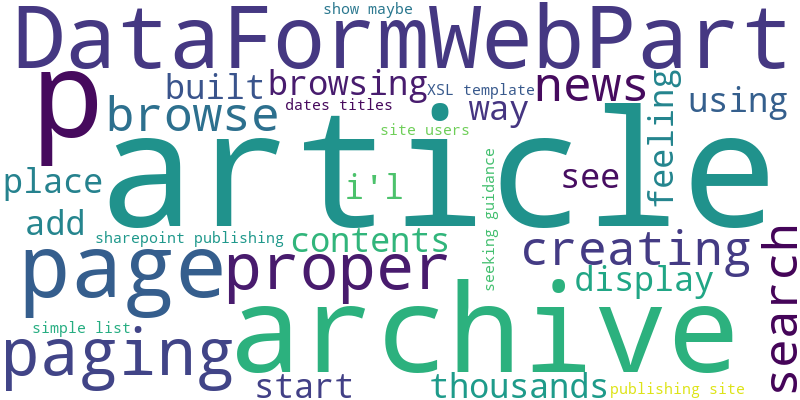 show maybe
DataFormWebPart
p
built
browsing
XSL template
news
browse
dates titles
way
feeling
using
site users
article
place
i'l
see
seeking guidance
add
sharepoint publishing
contents
search
page
proper
creating
display
archive
simple list
paging
start
thousands
publishing site